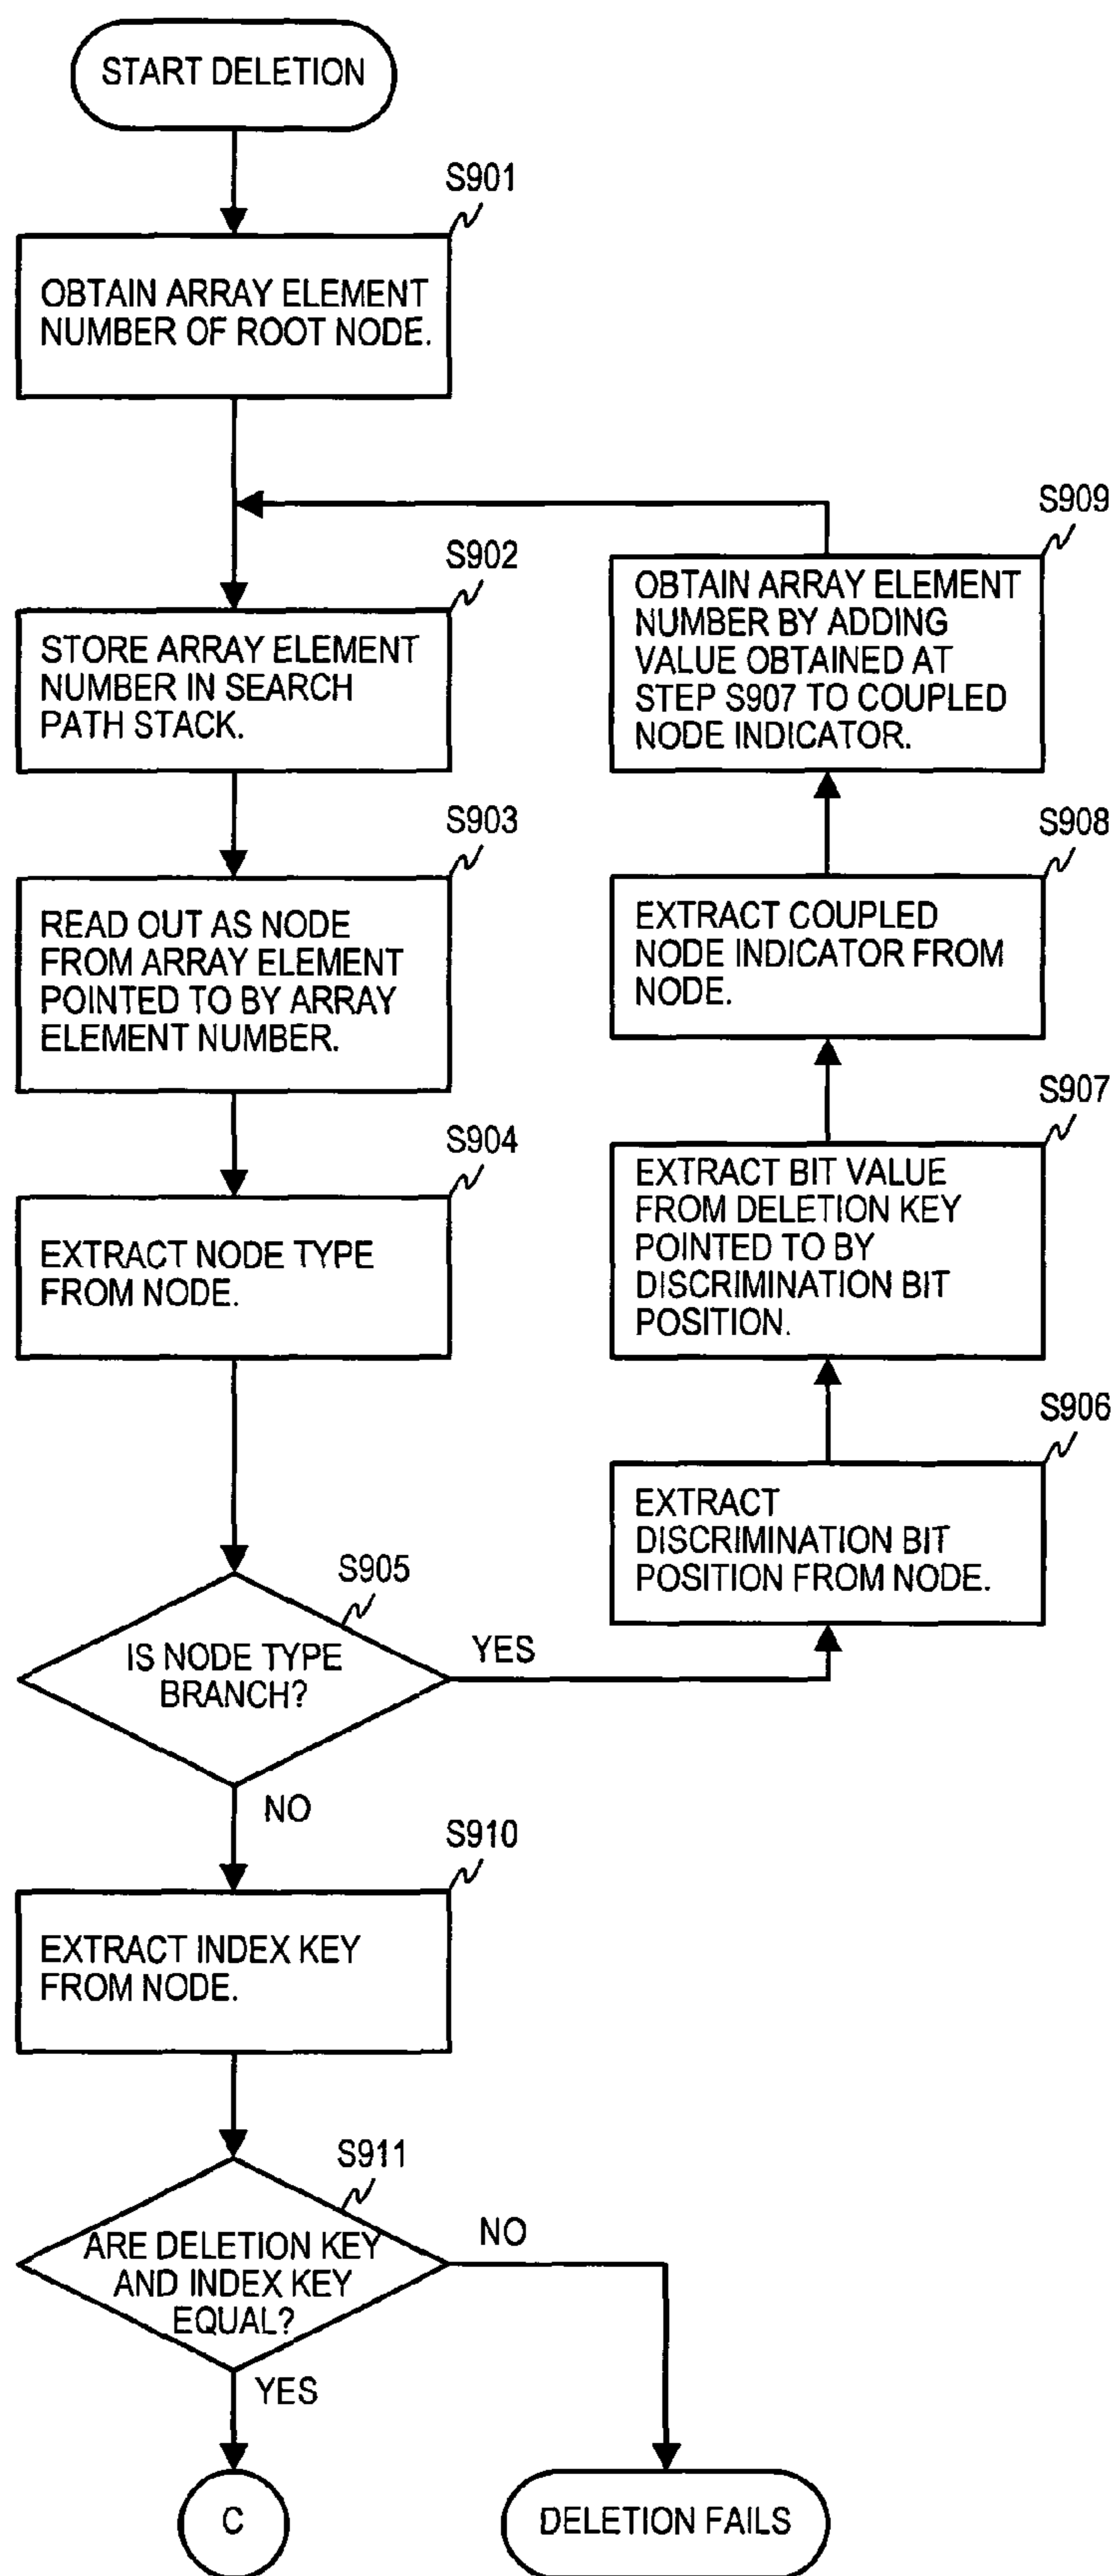 START DELETION
S901
OBTAIN ARRAY ELEMENT
NUMBER OF ROOT NODE.
S902
STORE ARRAY ELEMENT
NUMBER IN SEARCH
PATH STACK.
S903
READ OUT AS NODE
FROM ARRAY ELEMENT
POINTED TO BY ARRAY
ELEMENT NUMBER.
S904
EXTRACT NODE TYPE
FROM NODE.
S905
IS NODE TYPE
BRANCH?
YES
NO
S906
EXTRACT
DISCRIMINATION BIT
POSITION FROM NODE.
S907
EXTRACT BIT VALUE
FROM DELETION KEY
POINTED TO BY
DISCRIMINATION BIT
POSITION.
S908
EXTRACT COUPLED
NODE INDICATOR FROM
NODE.
S909
OBTAIN ARRAY ELEMENT
NUMBER BY ADDING
VALUE OBTAINED AT
STEP S907 TO COUPLED
NODE INDICATOR.
S910
EXTRACT INDEX KEY
FROM NODE.
S911
ARE DELETION KEY
AND INDEX KEY
EQUAL?
NO
YES
C
DELETION FAILS